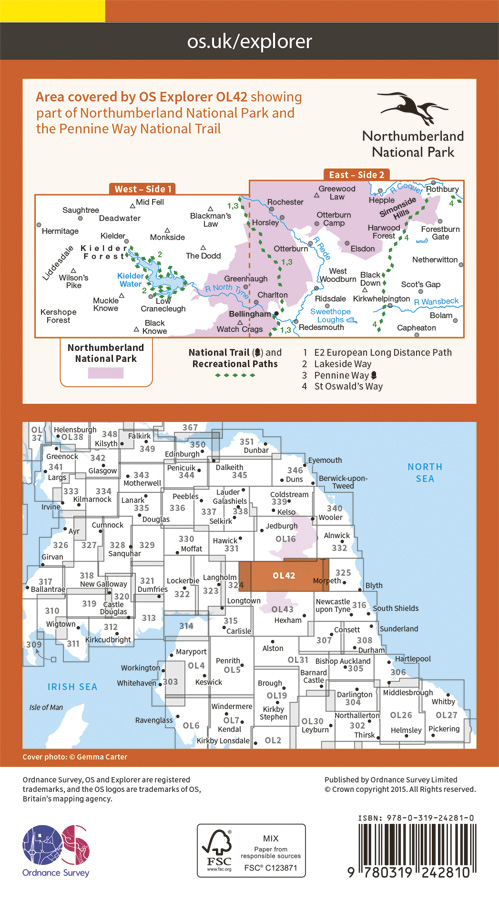 os.uk/explorer
Area covered by OS Explorer OL42 showing
part of Northumberland National Park and
the Pennine Way National Trail
Northumberland
National Park
West – Side 1
East – Side 2
Mid Fell
Saughtree
Deadwater
Hermitage
Blackman's
Law
Kielder
Monkside
Kielder
Forest
The Dodd
Liddesdale
Wilson's
Pike
Kielder
Water
2
2
Muckle
Knowe
Low
Cranecleugh
Kershope
Forest
Black
Knowe
1,3
Rochester
Greenwood
Law
Hepple
R Coquet
Rothbury
4
Horsley
Otterburn
Camp
Simonside
Hills
Harwood
Forest
Forestburn
Gate
Otterburn
R Rede
Elsdon
Netherwitton
1,3
Greenhaugh
R North Tyne
Charlton
West
Woodburn
Black
Down
Scot's Gap
Ridsdale
Kirkwhelpington
R Wansbeck
Bellingham
Sweethope
Loughs
Bolam
Watch Crags
1,3
Redesmouth
4
Capheaton
Northumberland
National Park
National Trail ( ) and
Recreational Paths
1 E2 European Long Distance Path
2 Lakeside Way
3 Pennine Way
4 St Oswald's Way
OL
37
Helensburgh
OL38
348
Kilsyth
Falkirk
349
367
350
Edinburgh
351
Dunbar
Greenock
342
Glasgow
341
Largs
343
Motherwell
Penicuik
344
Dalkeith
345
346
Duns
Eyemouth
Berwick-upon-
Tweed
NORTH
SEA
333
Kilmarnock
334
Irvine
Lanark
335
Douglas
Peebles
336
337
Lauder
Galashiels
338
Selkirk
Coldstream
339
Kelso
340
Wooler
Ayr
Cumnock
326
327
328
Sanquhar
329
330
Moffat
Hawick
331
Jedburgh
OL16
Alnwick
332
Girvan
317
Ballantrae
318
New Galloway
320
321
Dumfries
Lockerbie
322
Langholm
323
324
OL42
Morpeth
325
Blyth
310
Wigtown
319
Castle
Douglas
313
Longtown
OL43
Hexham
Newcastle
upon Tyne
316
South Shields
309
311
312
Kirkcudbright
314
315
Carlisle
Consett
307
308
Durham
Sunderland
Maryport
Alston
OL31
Workington
Whitehaven
303
OL4
Keswick
Penrith
OL5
Bishop Auckland
305
Hartlepool
306
IRISH SEA
Brough
OL19
Barnard
Castle
Darlington
304
Middlesbrough
Whitby
Isle of Man
Ravenglass
OL6
Windermere
OL7
Kendal
Kirkby
Stephen
OL30
Leyburn
Northallerton
302
Thirsk
OL26
Helmsley
OL27
Pickering
Kirkby Lonsdale
OL2
Cover photo: © Gemma Carter
Ordnance Survey, OS and Explorer are registered
trademarks, and the OS logos are trademarks of OS,
Britain's mapping agency.
Published by Ordnance Survey Limited
© Crown copyright 2015. All Rights reserved.
OS
Ordnance Survey
FSC
www.fsc.org
MIX
Paper from
responsible sources
FSC® C123871
ISBN: 978-0-319-24281-0
9 780319 242810